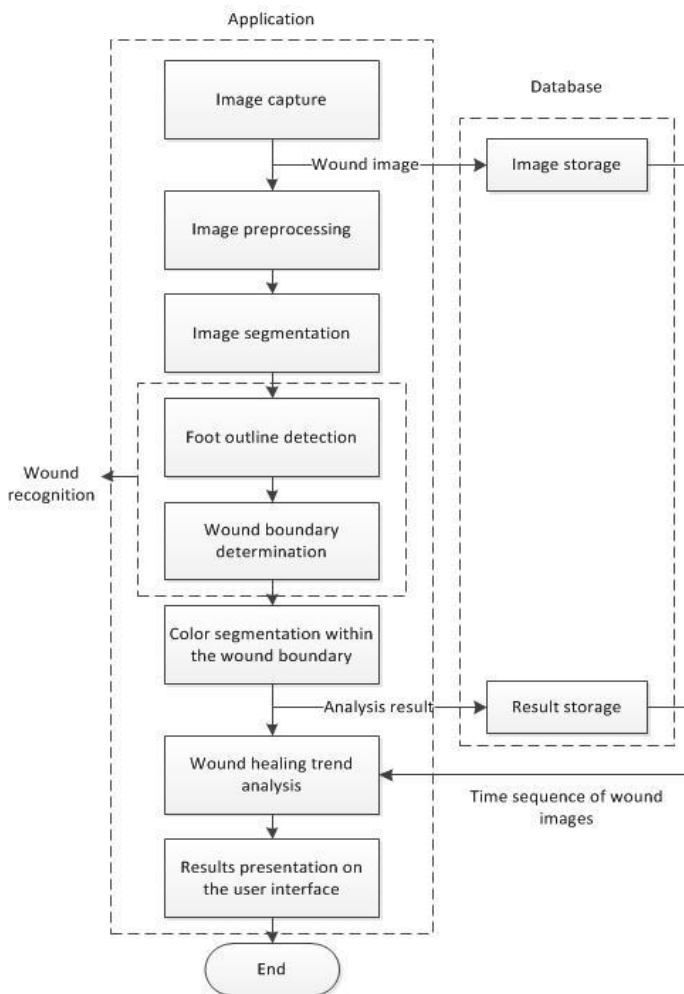 Application
Image capture
Database
Wound image
Image storage
Image preprocessing
Image segmentation
Foot outline detection
Wound
recognition
Wound boundary
determination
Color segmentation within
the wound boundary
Analysis result
Result storage
Wound healing trend
analysis
Time sequence of wound
images
Results presentation on
the user interface
End